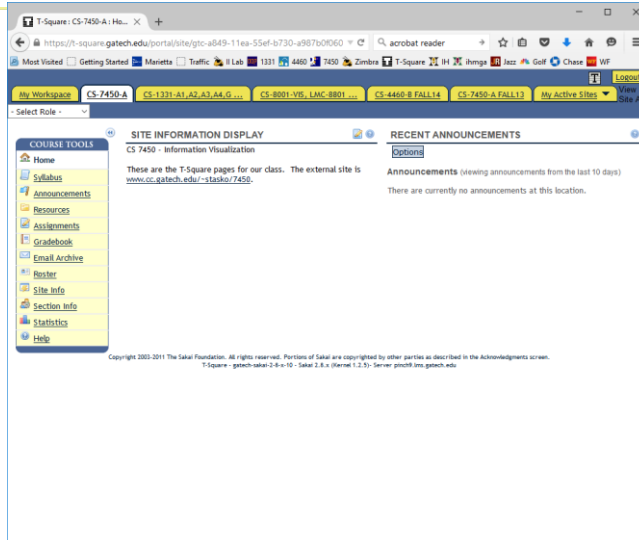 T-Square : CS-7450-A : Ho...
https://t-square.gatech.edu/portal/site/gtc-a849-11ea-55ef-b730-a987b0f060
acrobat reader
Most Visited Getting Started Marietta Traffic II Lab 1331 4460 7450 Zimbra T-Square IH ihmga Jazz Golf Chase WF
Logout
My Workspace CS-7450-A CS-1331-A1,A2,A3,A4,G ... CS-8001-VIS, LMC-8801 ... CS-4460-B FALL14 CS-7450-A FALL13 My Active Sites View
Site
- Select Role -
COURSE TOOLS
Home
Syllabus
Announcements
Resources
Assignments
Gradebook
Email Archive
Roster
Site Info
Section Info
Statistics
Help
SITE INFORMATION DISPLAY
CS 7450 - Information Visualization
These are the T-Square pages for our class. The external site is
www.cc.gatech.edu/~stasko/7450.
RECENT ANNOUNCEMENTS
Options
Announcements (viewing announcements from the last 10 days)
There are currently no announcements at this location.
Copyright 2003-2011 The Sakai Foundation. All rights reserved. Portions of Sakai are copyrighted by other parties as described in the Acknowledgments screen.
T-Square - gatech-sakai-2-8-x-10 - Sakai 2.8.x (Kernel 1.2.5)- Server pinch9.lms.gatech.edu